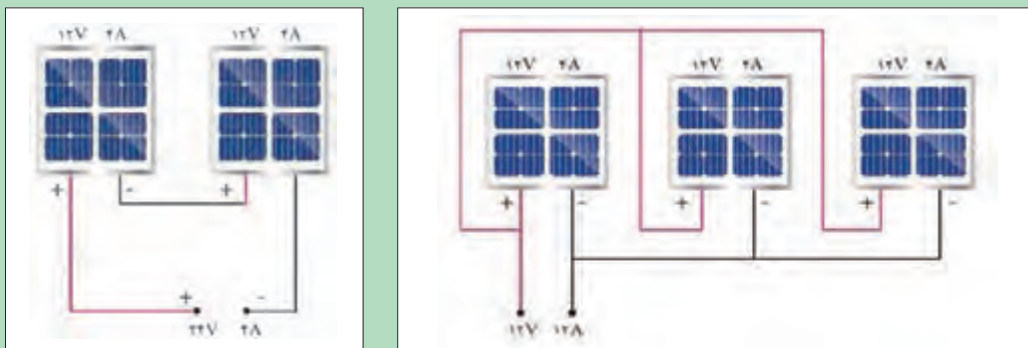 ۱۲V ۴A ۱۲V ۴A
+ - +
+ -
۲۴V ۴A
۱۲V ۴A ۱۲V ۴A ۱۲V ۴A
+ - + - + -
۱۲V ۱۲A